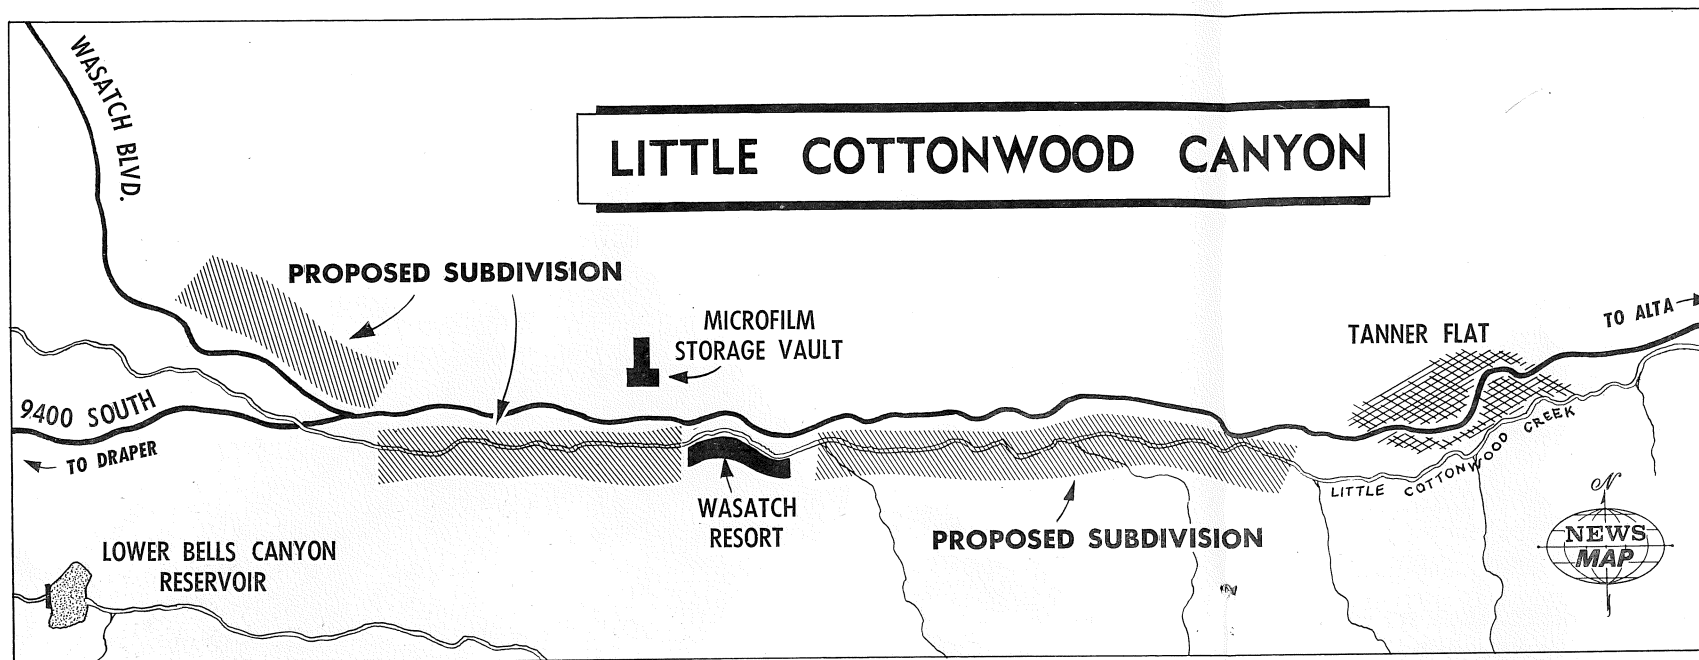 WASATCH BLVD.
LITTLE COTTONWOOD CANYON
PROPOSED SUBDIVISION
MICROFILM
STORAGE VAULT
TANNER FLAT
TO ALTA
9400 SOUTH
TO DRAPER
WASATCH
RESORT
LITTLE COTTONWOOD CREEK
PROPOSED SUBDIVISION
LOWER BELLS CANYON
RESERVOIR
N
NEWS
MAP